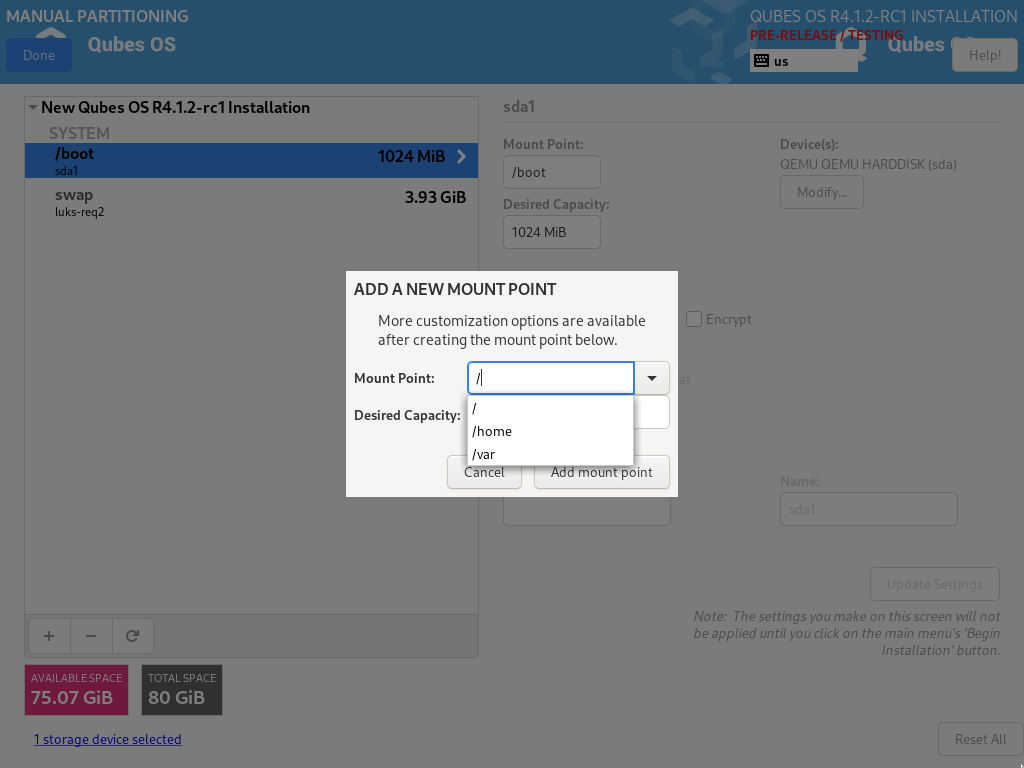 MANUAL PARTITIONING
QUBES OS R4.1.2-RC1 INSTALLATION
PRE-RELEASE / TESTING
Done
Qubes OS
Qubes
us
Help!
New Qubes OS R4.1.2-rc1 Installation
SYSTEM
/boot
1024 MiB
sda1
swap
3.93 GiB
luks-req2
sda1
Mount Point:
Device(s):
/boot
QEMU QEMU HARDDISK (sda)
Modify...
Desired Capacity:
1024 MiB
ADD A NEW MOUNT POINT
More customization options are available
after creating the mount point below.
Encrypt
Mount Point:
/
at
Desired Capacity:
/
/home
/var
Cancel
Add mount point
Name:
sda1
Update Settings
Note: The settings you make on this screen will not
be applied until you click on the main menu's 'Begin
Installation' button.
AVAILABLE SPACE
75.07 GiB
TOTAL SPACE
80 GiB
1 storage device selected
Reset All